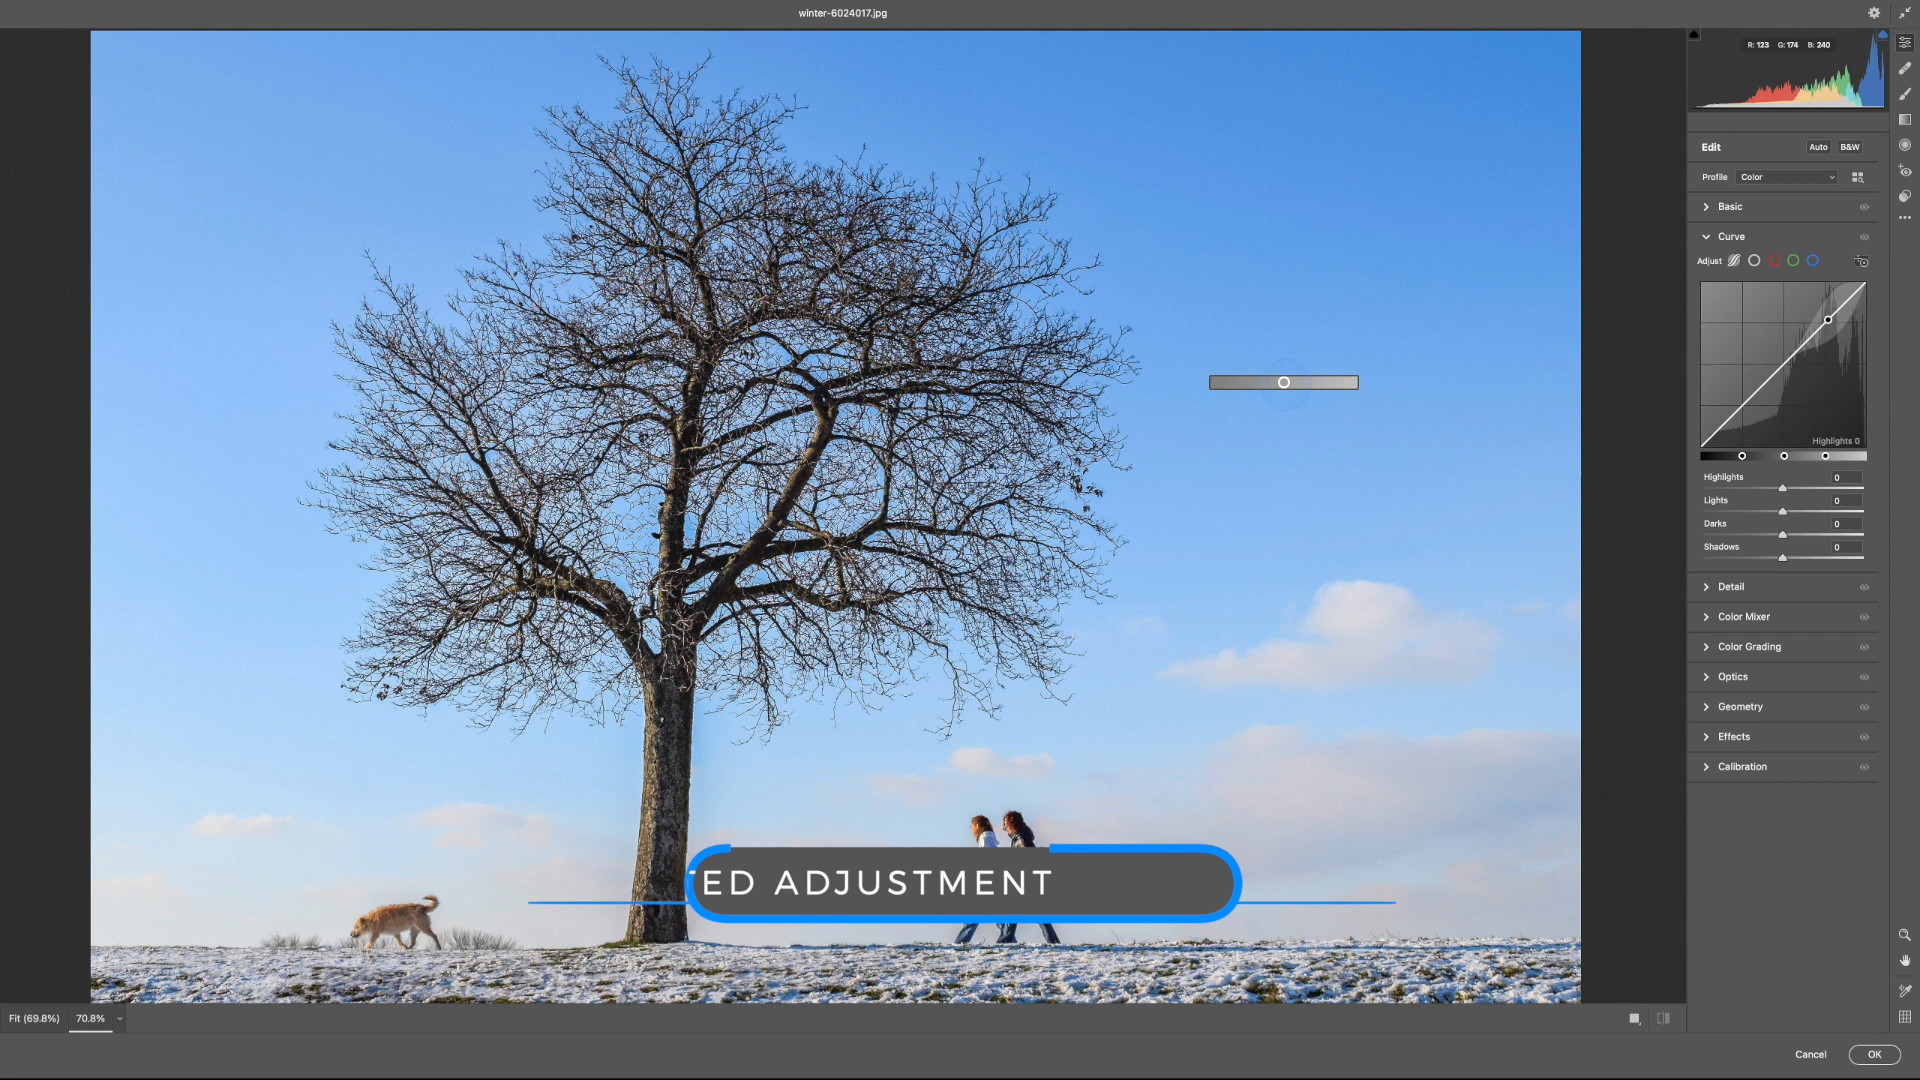 winter-6024017.jpg
R: 123 G: 174 B: 240
Edit Auto B&W
Profile Color
Basic
Curve
Adjust
Highlights 0
Highlights 0
Lights 0
Darks 0
Shadows 0
Detail
Color Mixer
Color Grading
Optics
Geometry
Effects
Calibration
ED ADJUSTMENT
Fit (69.8%) 70.8%
Cancel OK